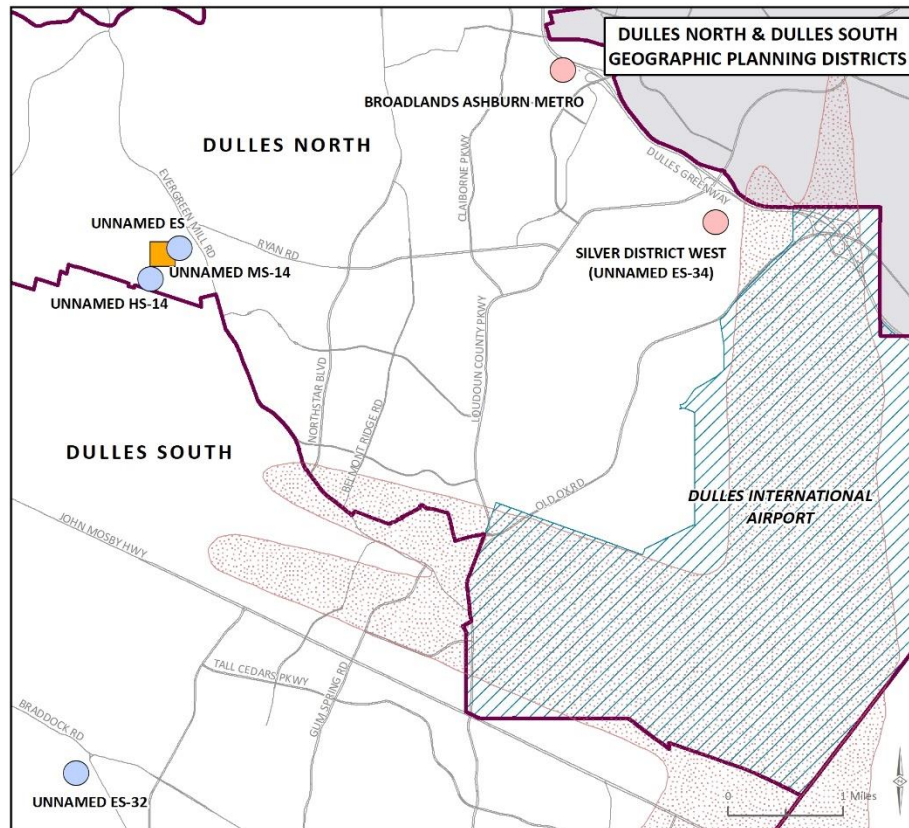 DULLES NORTH & DULLES SOUTH
GEOGRAPHIC PLANNING DISTRICTS
BROADLANDS ASHBURN METRO
DULLES NORTH
CLAIBORNE PKWY
DULLES GREENWAY
EVERGREEN MILL RD
UNNAMED ES
RYAN RD
UNNAMED MS-14
UNNAMED HS-14
SILVER DISTRICT WEST
(UNNAMED ES-34)
LOUDOUN COUNTY PKWY
NORTHSTAR BLVD
BELMONT RIDGE RD
DULLES SOUTH
OLD OX RD
DULLES INTERNATIONAL
AIRPORT
JOHN MOSBY HWY
TALL CEDARS PKWY
GUM SPRING RD
BRADDOCK RD
UNNAMED ES-32
0 1 Miles